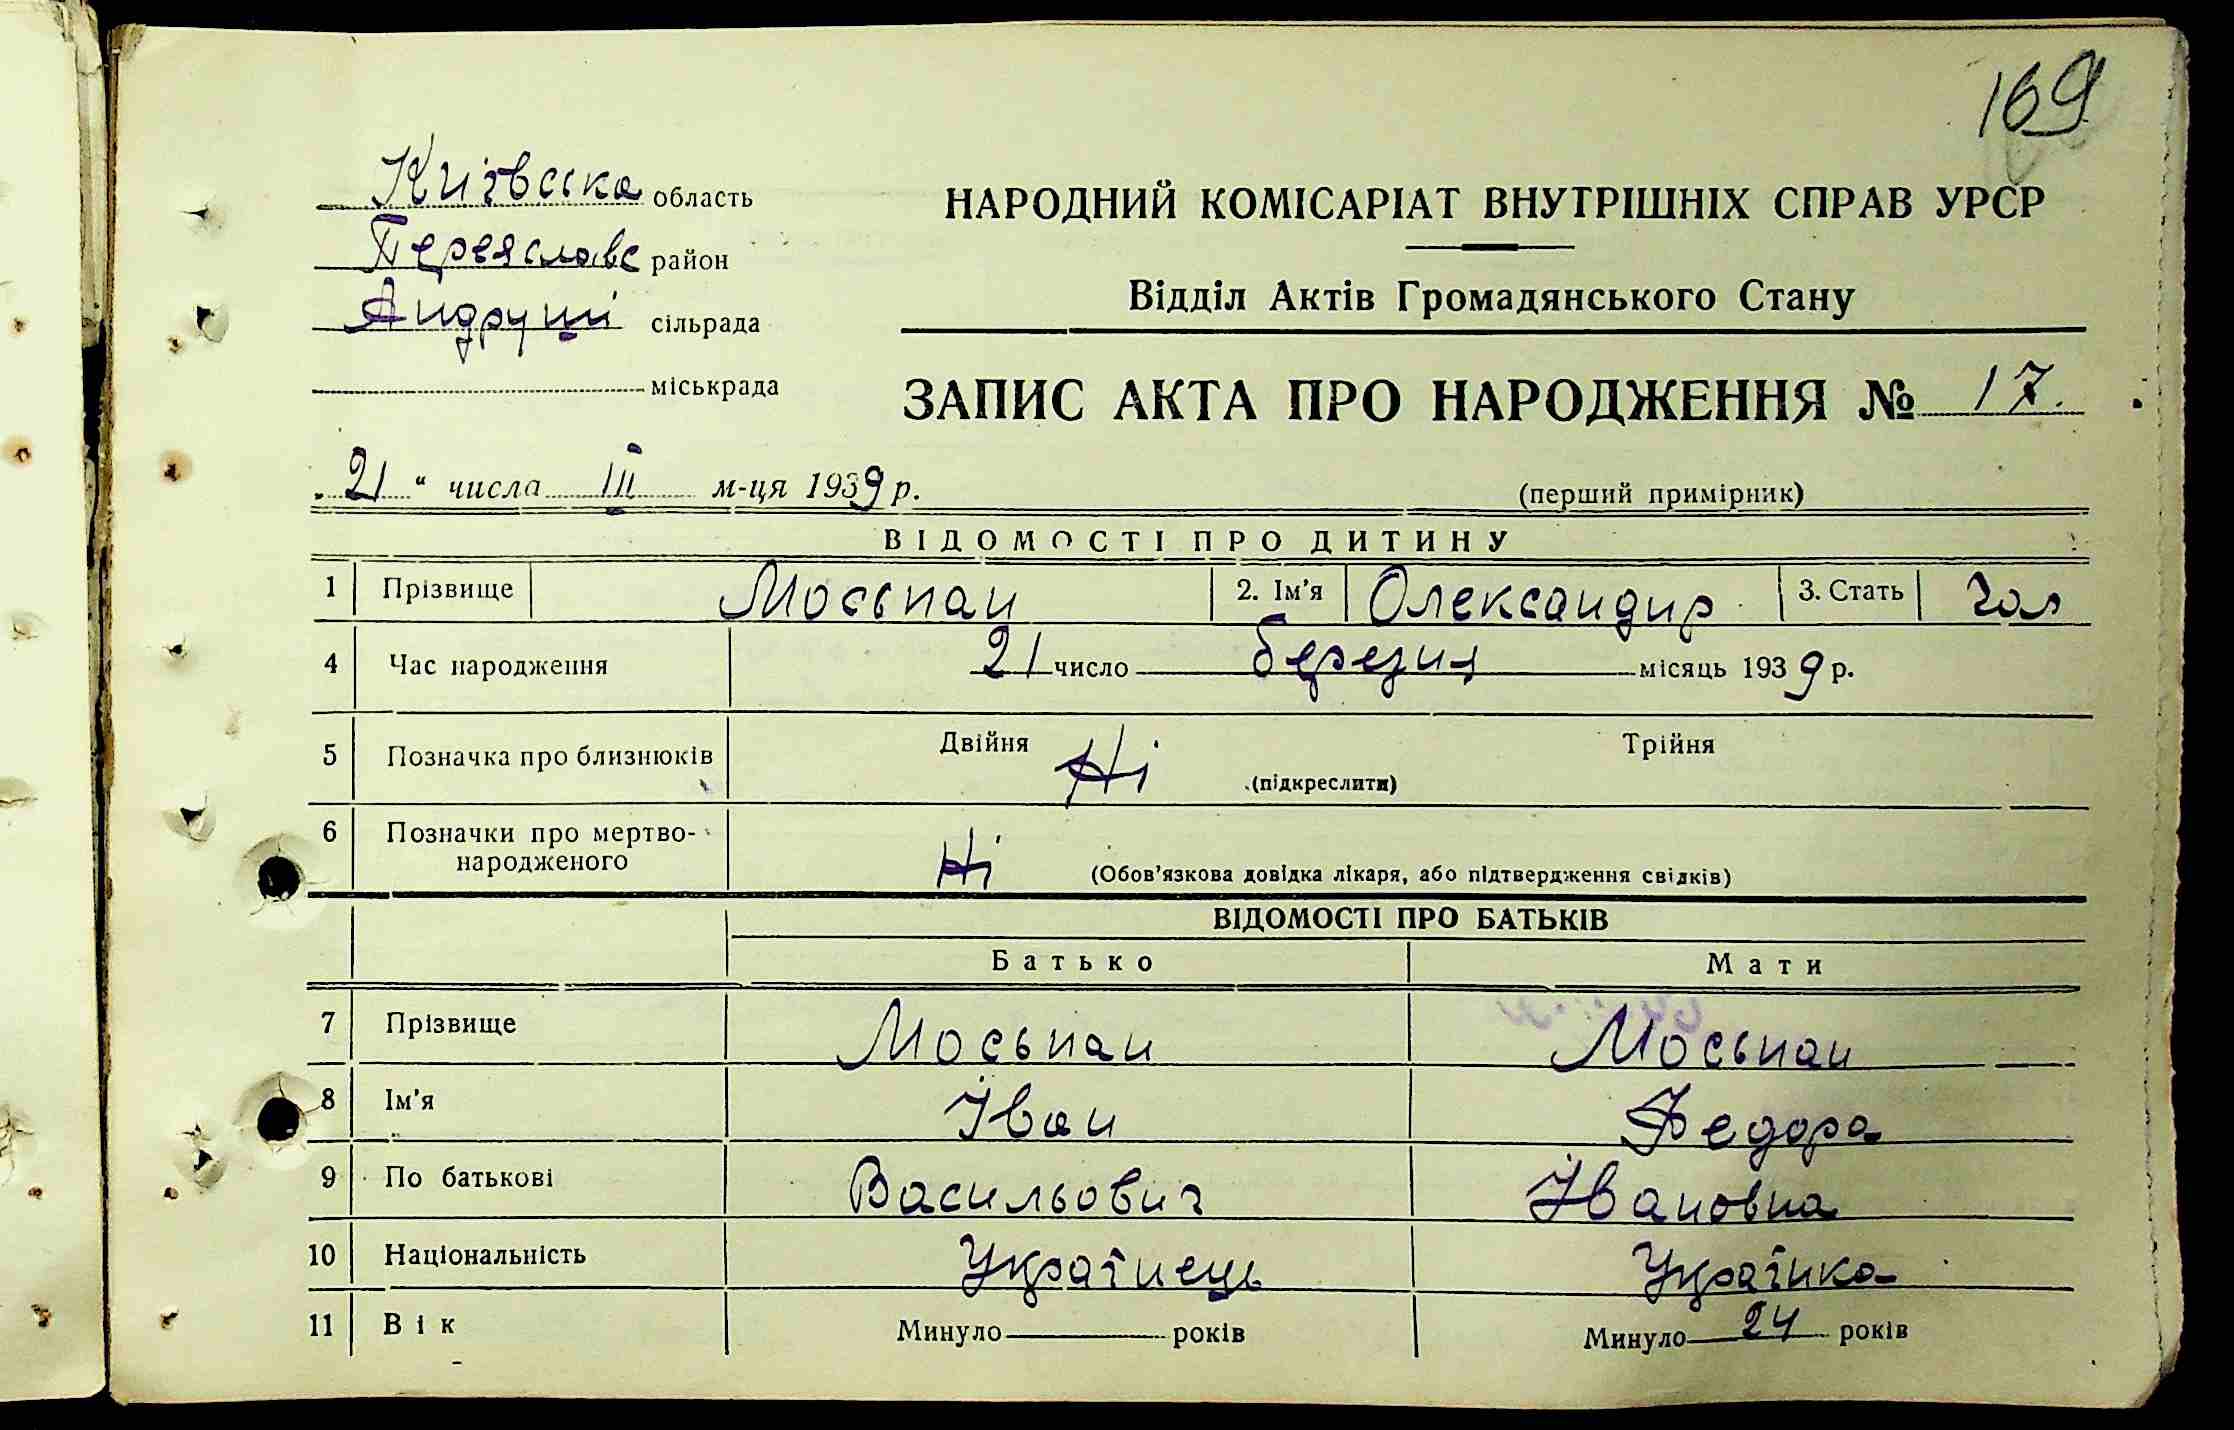 169
Київська область
НАРОДНИЙ КОМІСАРІАТ ВНУТРІШНІХ СПРАВ УРСР
Переяславс район
Відділ Актів Громадянського Стану
Андруші сільрада
міськрада
ЗАПИС АКТА ПРО НАРОДЖЕННЯ № 17.
„21“ числа III м-ця 1939 р.
(перший примірник)
ВІДОМОСТІ ПРО ДИТИНУ
1 Прізвище Мосьпан 2. Ім'я Олександир 3. Стать Чол
4 Час народження 21 число березня місяць 1939 р.
5 Позначка про близнюків Двійня Ні (підкреслити) Трійня
6 Позначки про мертво-
народженого Ні (Обов'язкова довідка лікаря, або підтвердження свідків)
ВІДОМОСТІ ПРО БАТЬКІВ
Батько Мати
7 Прізвище Мосьпан Мосьпан
8 Ім'я Іван Федора
9 По батькові Васильович Івановна
10 Національність Українець Українка
11 Вік Минуло років Минуло 24 років